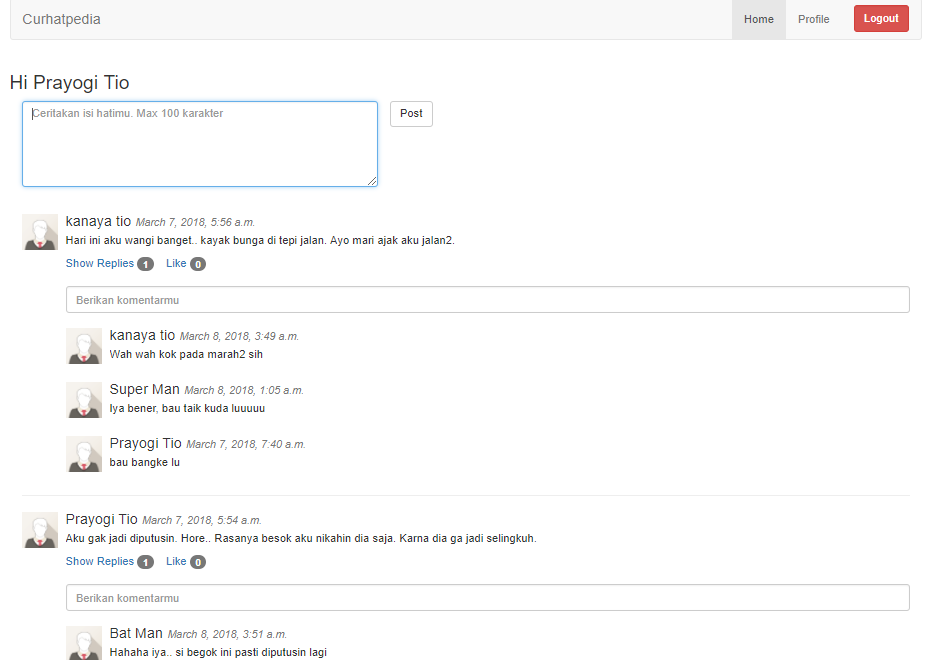 Curhatpedia Home Profile Logout
Hi Prayogi Tio
Ceritakan isi hatimu. Max 100 karakter Post
kanaya tio March 7, 2018, 5:56 a.m.
Hari ini aku wangi banget.. kayak bunga di tepi jalan. Ayo mari ajak aku jalan2.
Show Replies 1 Like 0
Berikan komentarmu
kanaya tio March 8, 2018, 3:49 a.m.
Wah wah kok pada marah2 sih
Super Man March 8, 2018, 1:05 a.m.
Iya bener, bau taik kuda luuuuu
Prayogi Tio March 7, 2018, 7:40 a.m.
bau bangke lu
Prayogi Tio March 7, 2018, 5:54 a.m.
Aku gak jadi diputusin. Hore.. Rasanya besok aku nikahin dia saja. Karna dia ga jadi selingkuh.
Show Replies 1 Like 0
Berikan komentarmu
Bat Man March 8, 2018, 3:51 a.m.
Hahaha iya.. si begok ini pasti diputusin lagi